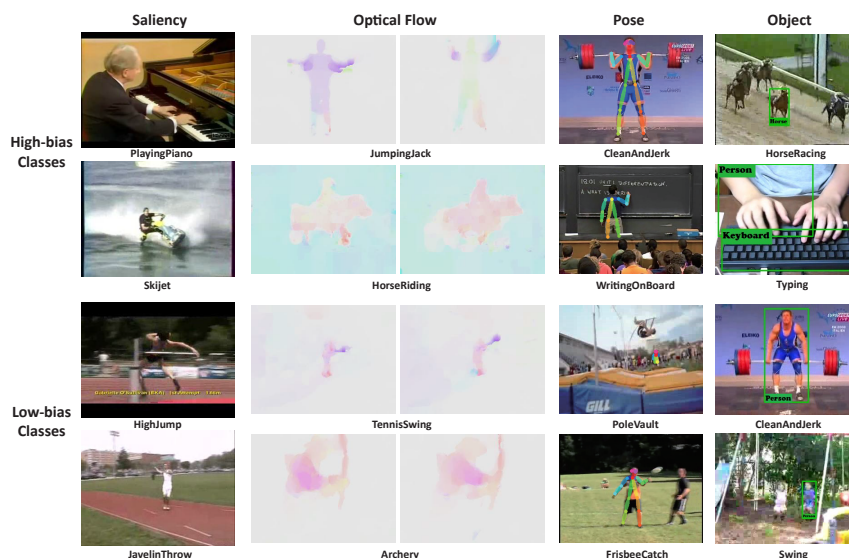 Saliency Optical Flow Pose Object
High-bias
Classes
PlayingPiano JumpingJack CleanAndJerk HorseRacing
Horse
Person
Keyboard
Skijet HorseRiding WritingOnBoard Typing
Low-bias
Classes
GILL
Person
HighJump TennisSwing PoleVault CleanAndJerk
JavelinThrow Archery FrisbeeCatch Swing